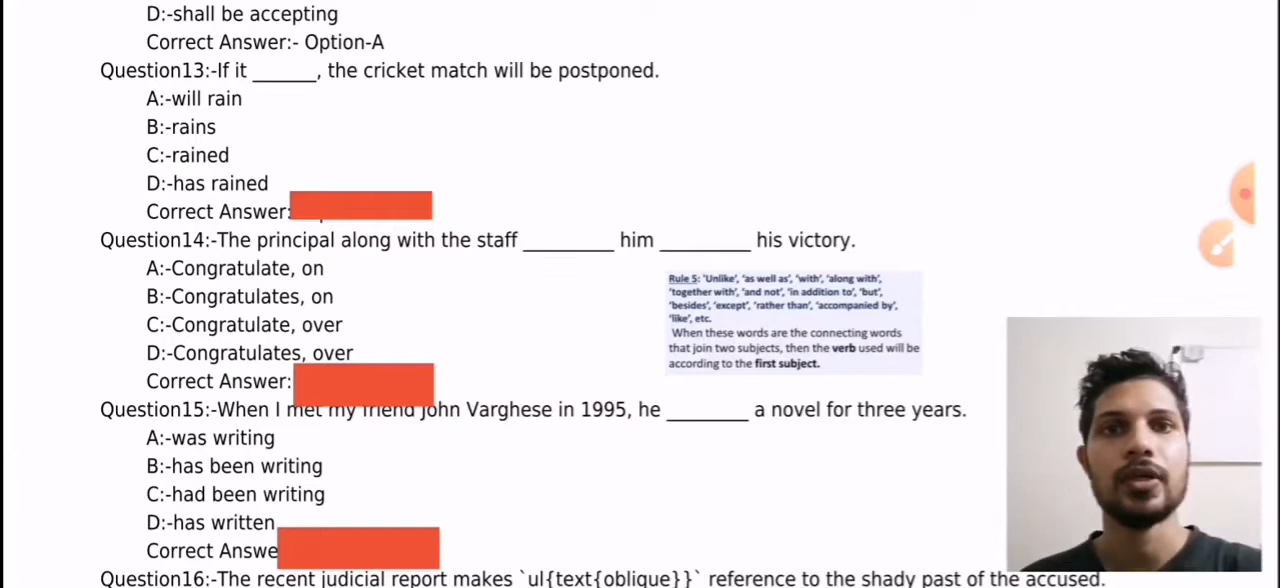 D:-shall be accepting
Correct Answer:- Option-A
Question13:-If it ______, the cricket match will be postponed.
A:-will rain
B:-rains
C:-rained
D:-has rained
Correct Answer:
Question14:-The principal along with the staff _________ him _________ his victory.
A:-Congratulate, on
B:-Congratulates, on
C:-Congratulate, over
D:-Congratulates, over
Correct Answer:
Rule 5: 'Unlike', 'as well as', 'with', 'along with',
'together with', 'and not', 'in addition to', 'but',
'besides', 'except', 'rather than', 'accompanied by',
'like', etc.
When these words are the connecting words
that join two subjects, then the verb used will be
according to the first subject.
Question15:-When I met my friend John Varghese in 1995, he ________ a novel for three years.
A:-was writing
B:-has been writing
C:-had been writing
D:-has written
Correct Answe
Question16:-The recent judicial report makes `ul{text{oblique}}` reference to the shady past of the accused.